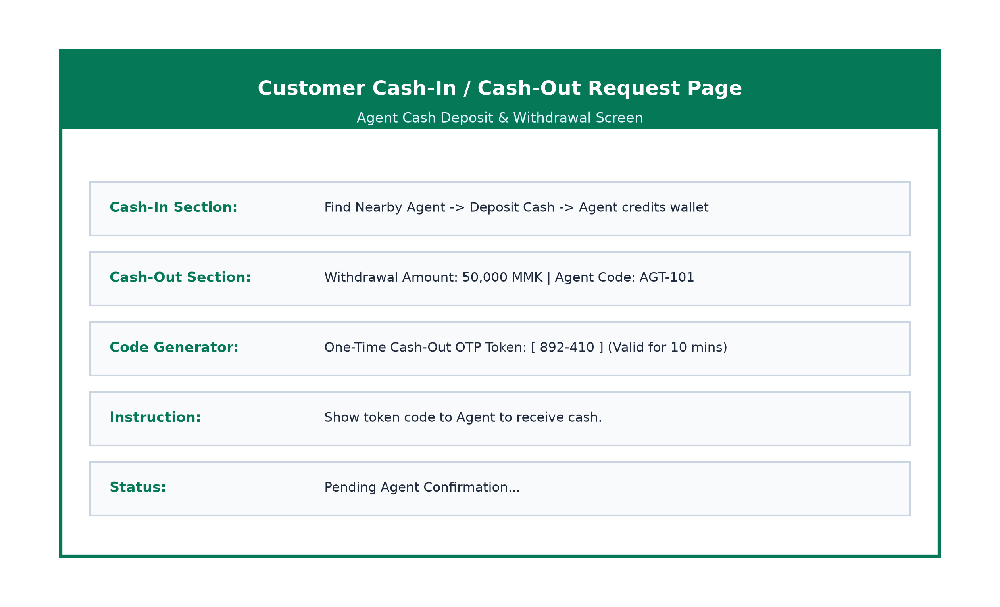 Customer Cash-In / Cash-Out Request Page
Agent Cash Deposit & Withdrawal Screen
Cash-In Section: Find Nearby Agent -> Deposit Cash -> Agent credits wallet
Cash-Out Section: Withdrawal Amount: 50,000 MMK | Agent Code: AGT-101
Code Generator: One-Time Cash-Out OTP Token: [ 892-410 ] (Valid for 10 mins)
Instruction: Show token code to Agent to receive cash.
Status: Pending Agent Confirmation...